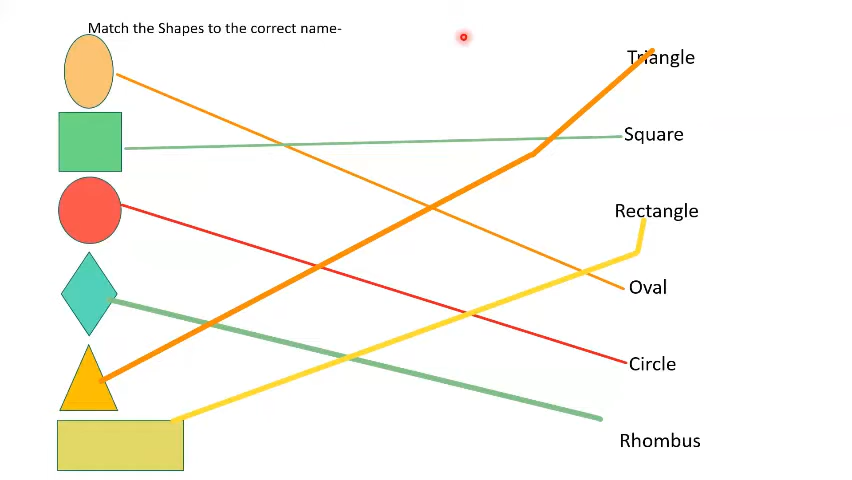 Match the Shapes to the correct name-
Triangle
Square
Rectangle
Oval
Circle
Rhombus